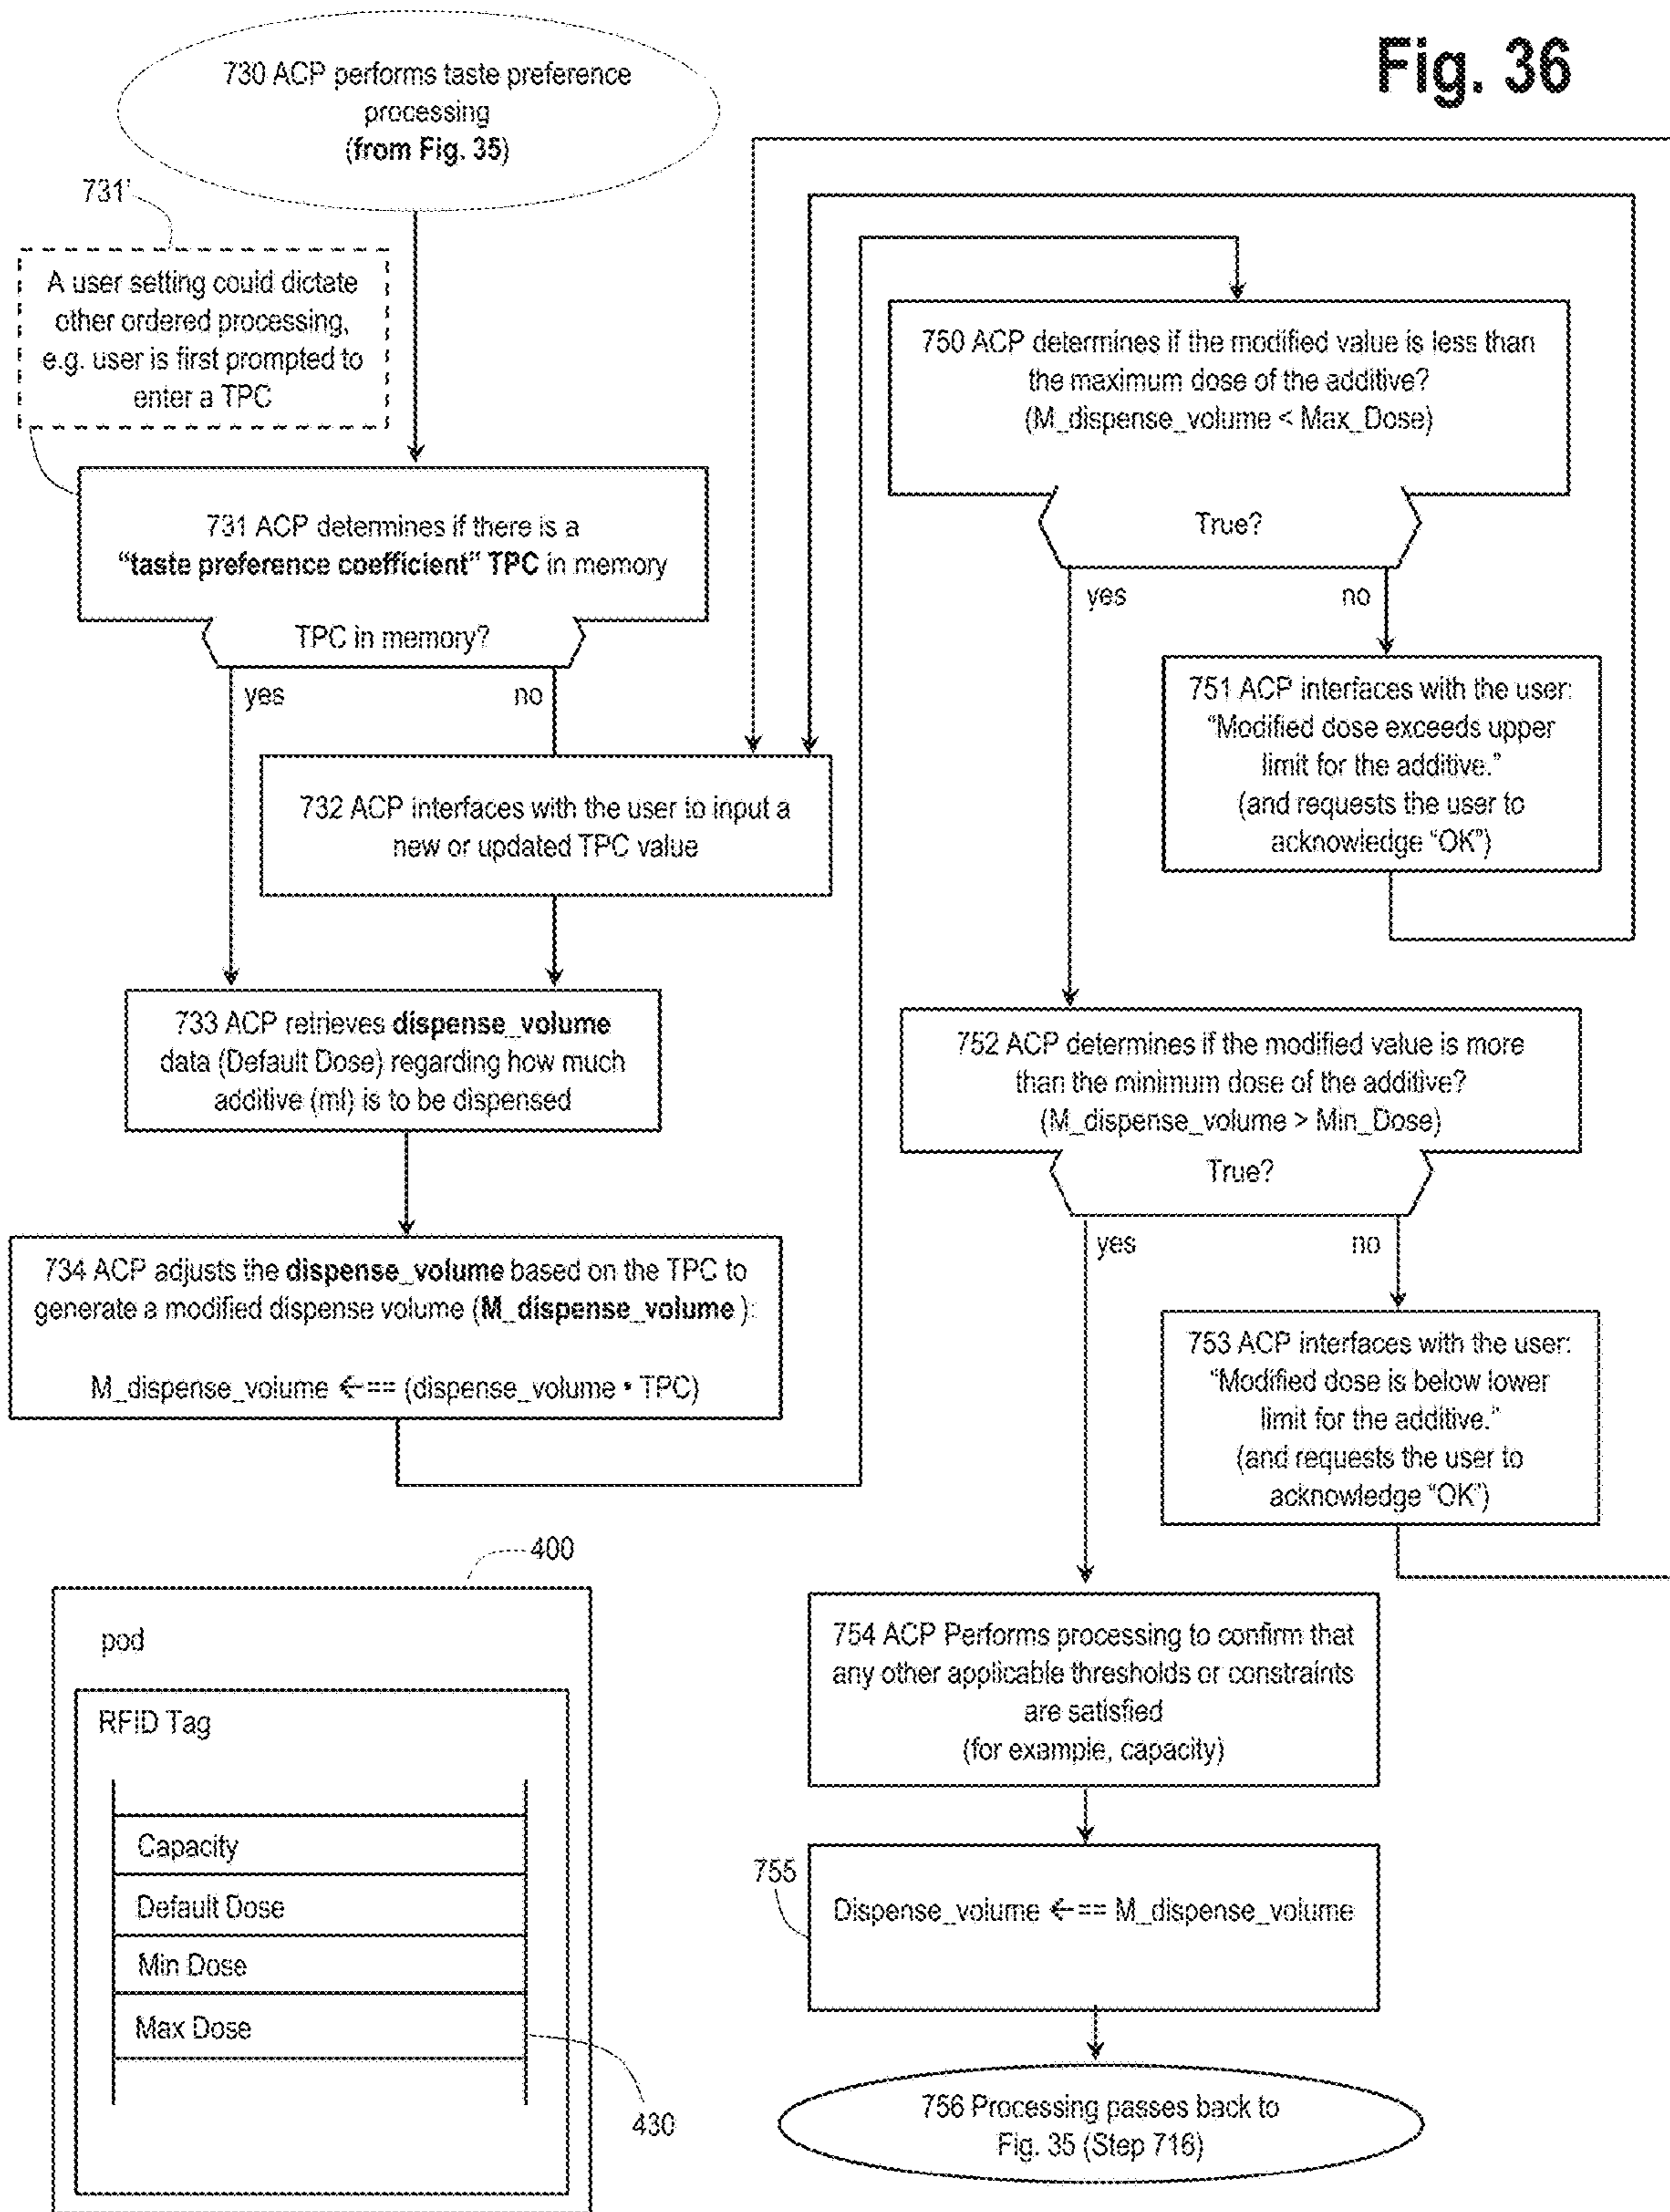 Fig. 36
730 ACP performs taste preference
processing
(from Fig. 35)
731'
A user setting could dictate
other ordered processing,
e.g. user is first prompted to
enter a TPC
731 ACP determines if there is a
“taste preference coefficient” TPC in memory
TPC in memory?
yes
no
732 ACP interfaces with the user to input a
new or updated TPC value
733 ACP retrieves dispense_volume
data (Default Dose) regarding how much
additive (ml) is to be dispensed
734 ACP adjusts the dispense_volume based on the TPC to
generate a modified dispense volume (M_dispense_volume ):
M_dispense_volume ←== (dispense_volume • TPC)
750 ACP determines if the modified value is less than
the maximum dose of the additive?
(M_dispense_volume < Max_Dose)
True?
yes
no
751 ACP interfaces with the user:
“Modified dose exceeds upper
limit for the additive.”
(and requests the user to
acknowledge “OK”)
752 ACP determines if the modified value is more
than the minimum dose of the additive?
(M_dispense_volume > Min_Dose)
True?
yes
no
753 ACP interfaces with the user:
“Modified dose is below lower
limit for the additive.”
(and requests the user to
acknowledge “OK”)
754 ACP Performs processing to confirm that
any other applicable thresholds or constraints
are satisfied
(for example, capacity)
755
Dispense_volume ←== M_dispense_volume
756 Processing passes back to
Fig. 35 (Step 716)
400
pod
RFID Tag
Capacity
Default Dose
Min Dose
Max Dose
430